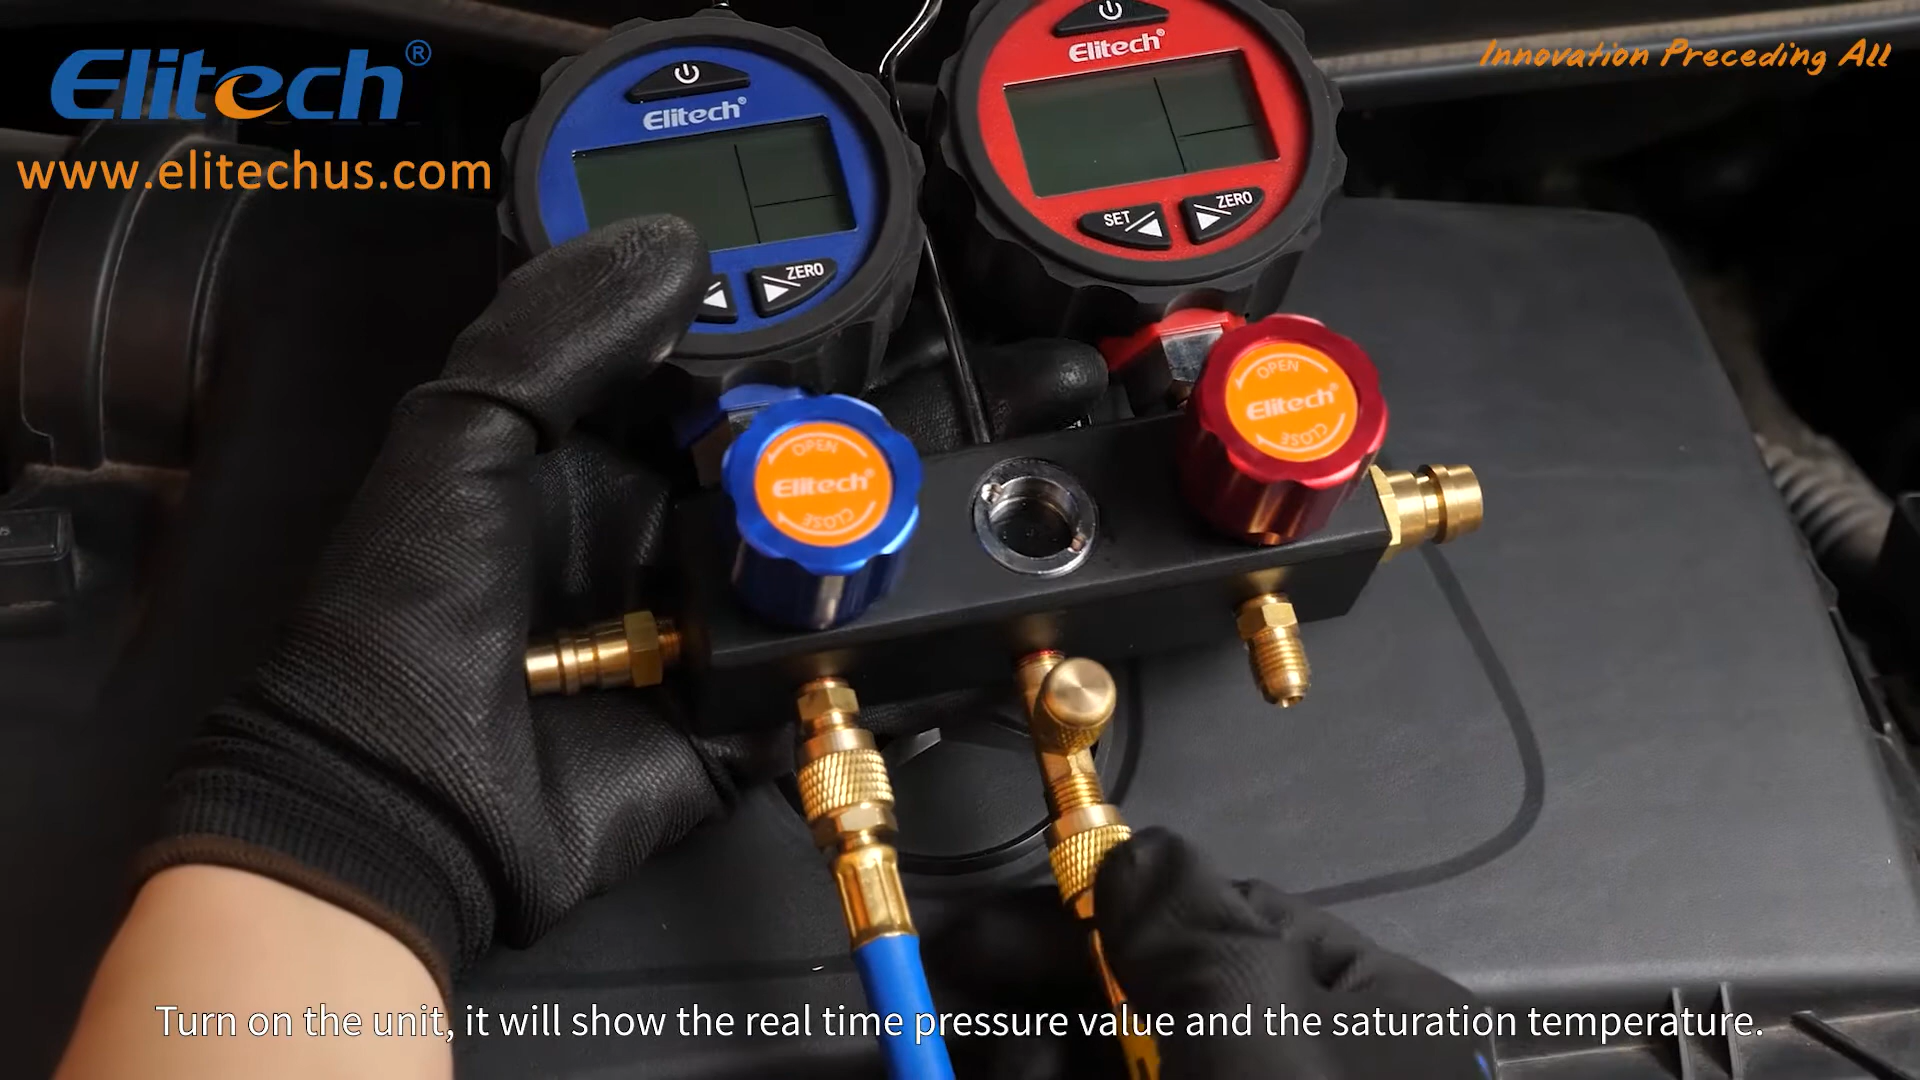 Elitech®
www.elitechus.com
Innovation Preceding All
Elitech®
ZERO
Elitech®
SET
ZERO
OPEN
Elitech®
CLOSE
OPEN
Elitech®
CLOSE
Turn on the unit, it will show the real time pressure value and the saturation temperature.